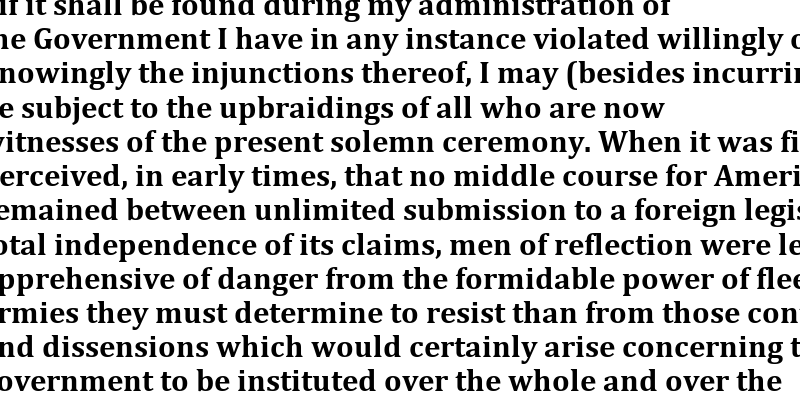 if it shall be found during my administration of
he Government I have in any instance violated willingly o
nowingly the injunctions thereof, I may (besides incurrin
e subject to the upbraidings of all who are now
witnesses of the present solemn ceremony. When it was fi
erceived, in early times, that no middle course for Ameri
emained between unlimited submission to a foreign legis
otal independence of its claims, men of reflection were le
pprehensive of danger from the formidable power of flee
rmies they must determine to resist than from those con
nd dissensions which would certainly arise concerning t
overnment to be instituted over the whole and over the